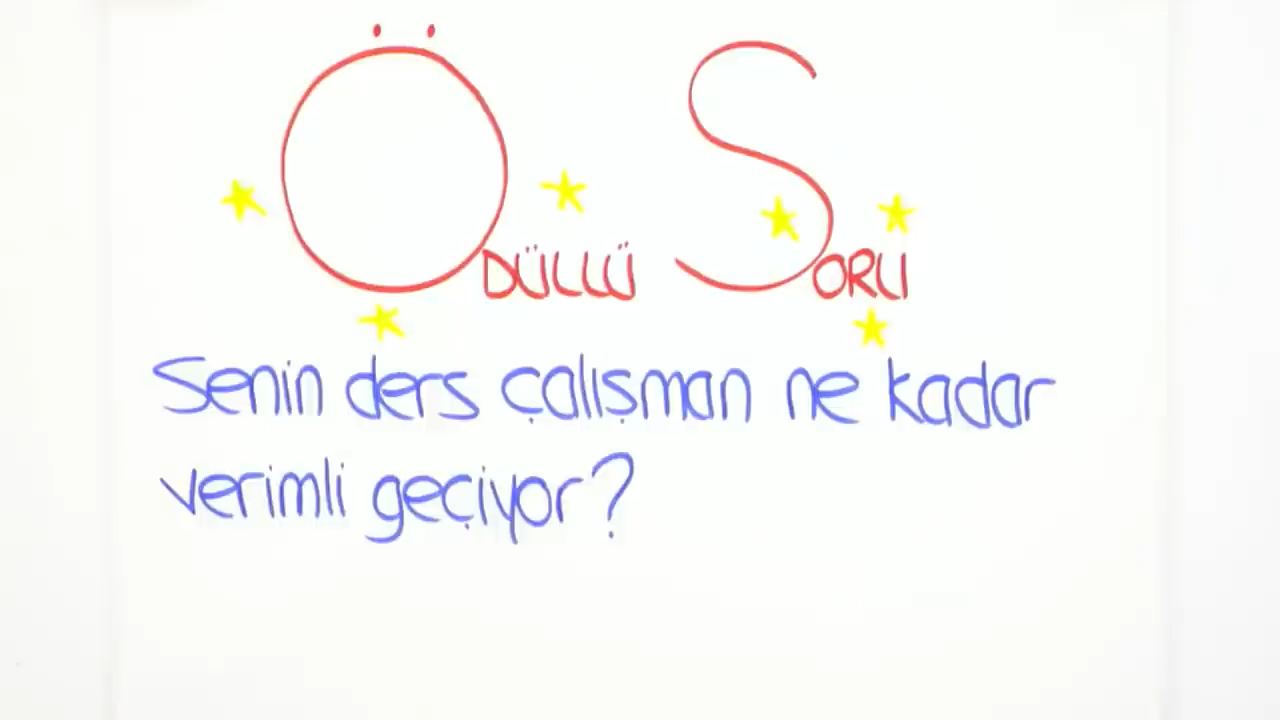 ÖDÜLLÜ SORU
Senin ders çalışman ne kadar
verimli geçiyor?